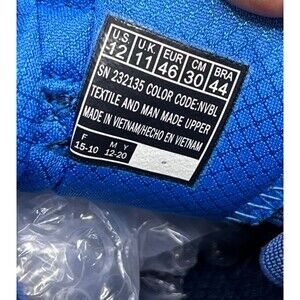 U.S U.K EUR CM BRA
12 11 46 30 44
SN 232135 COLOR CODE:NVBL
TEXTILE AND MAN MADE UPPER
MADE IN VIETNAM/HECHO EN VIETNAM
F M Y
15-10 12-20